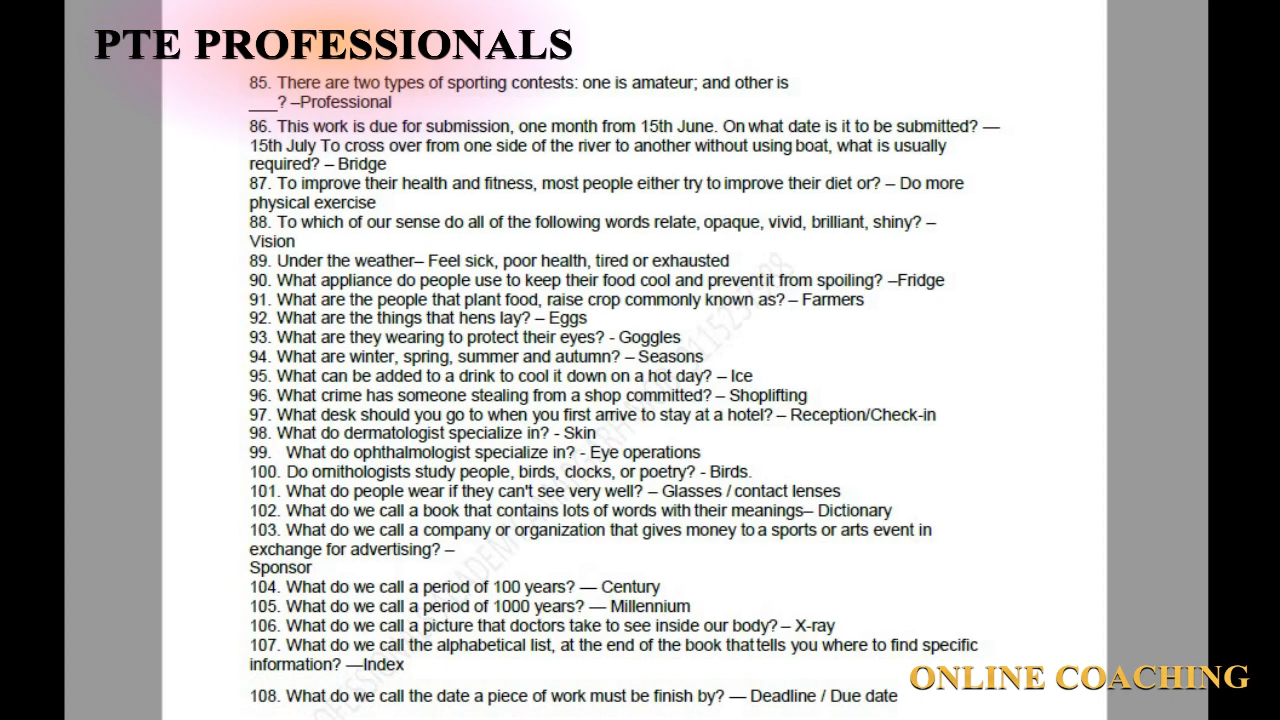 PTE PROFESSIONALS
85. There are two types of sporting contests: one is amateur; and other is
___? –Professional
86. This work is due for submission, one month from 15th June. On what date is it to be submitted? —
15th July To cross over from one side of the river to another without using boat, what is usually
required? – Bridge
87. To improve their health and fitness, most people either try to improve their diet or? – Do more
physical exercise
88. To which of our sense do all of the following words relate, opaque, vivid, brilliant, shiny? –
Vision
89. Under the weather– Feel sick, poor health, tired or exhausted
90. What appliance do people use to keep their food cool and prevent it from spoiling? –Fridge
91. What are the people that plant food, raise crop commonly known as? – Farmers
92. What are the things that hens lay? – Eggs
93. What are they wearing to protect their eyes? - Goggles
94. What are winter, spring, summer and autumn? – Seasons
95. What can be added to a drink to cool it down on a hot day? – Ice
96. What crime has someone stealing from a shop committed? – Shoplifting
97. What desk should you go to when you first arrive to stay at a hotel? – Reception/Check-in
98. What do dermatologist specialize in? - Skin
99. What do ophthalmologist specialize in? - Eye operations
100. Do ornithologists study people, birds, clocks, or poetry? - Birds.
101. What do people wear if they can't see very well? – Glasses / contact lenses
102. What do we call a book that contains lots of words with their meanings– Dictionary
103. What do we call a company or organization that gives money to a sports or arts event in
exchange for advertising? –
Sponsor
104. What do we call a period of 100 years? — Century
105. What do we call a period of 1000 years? — Millennium
106. What do we call a picture that doctors take to see inside our body? – X-ray
107. What do we call the alphabetical list, at the end of the book that tells you where to find specific
information? —Index
108. What do we call the date a piece of work must be finish by? — Deadline / Due date
ONLINE COACHING